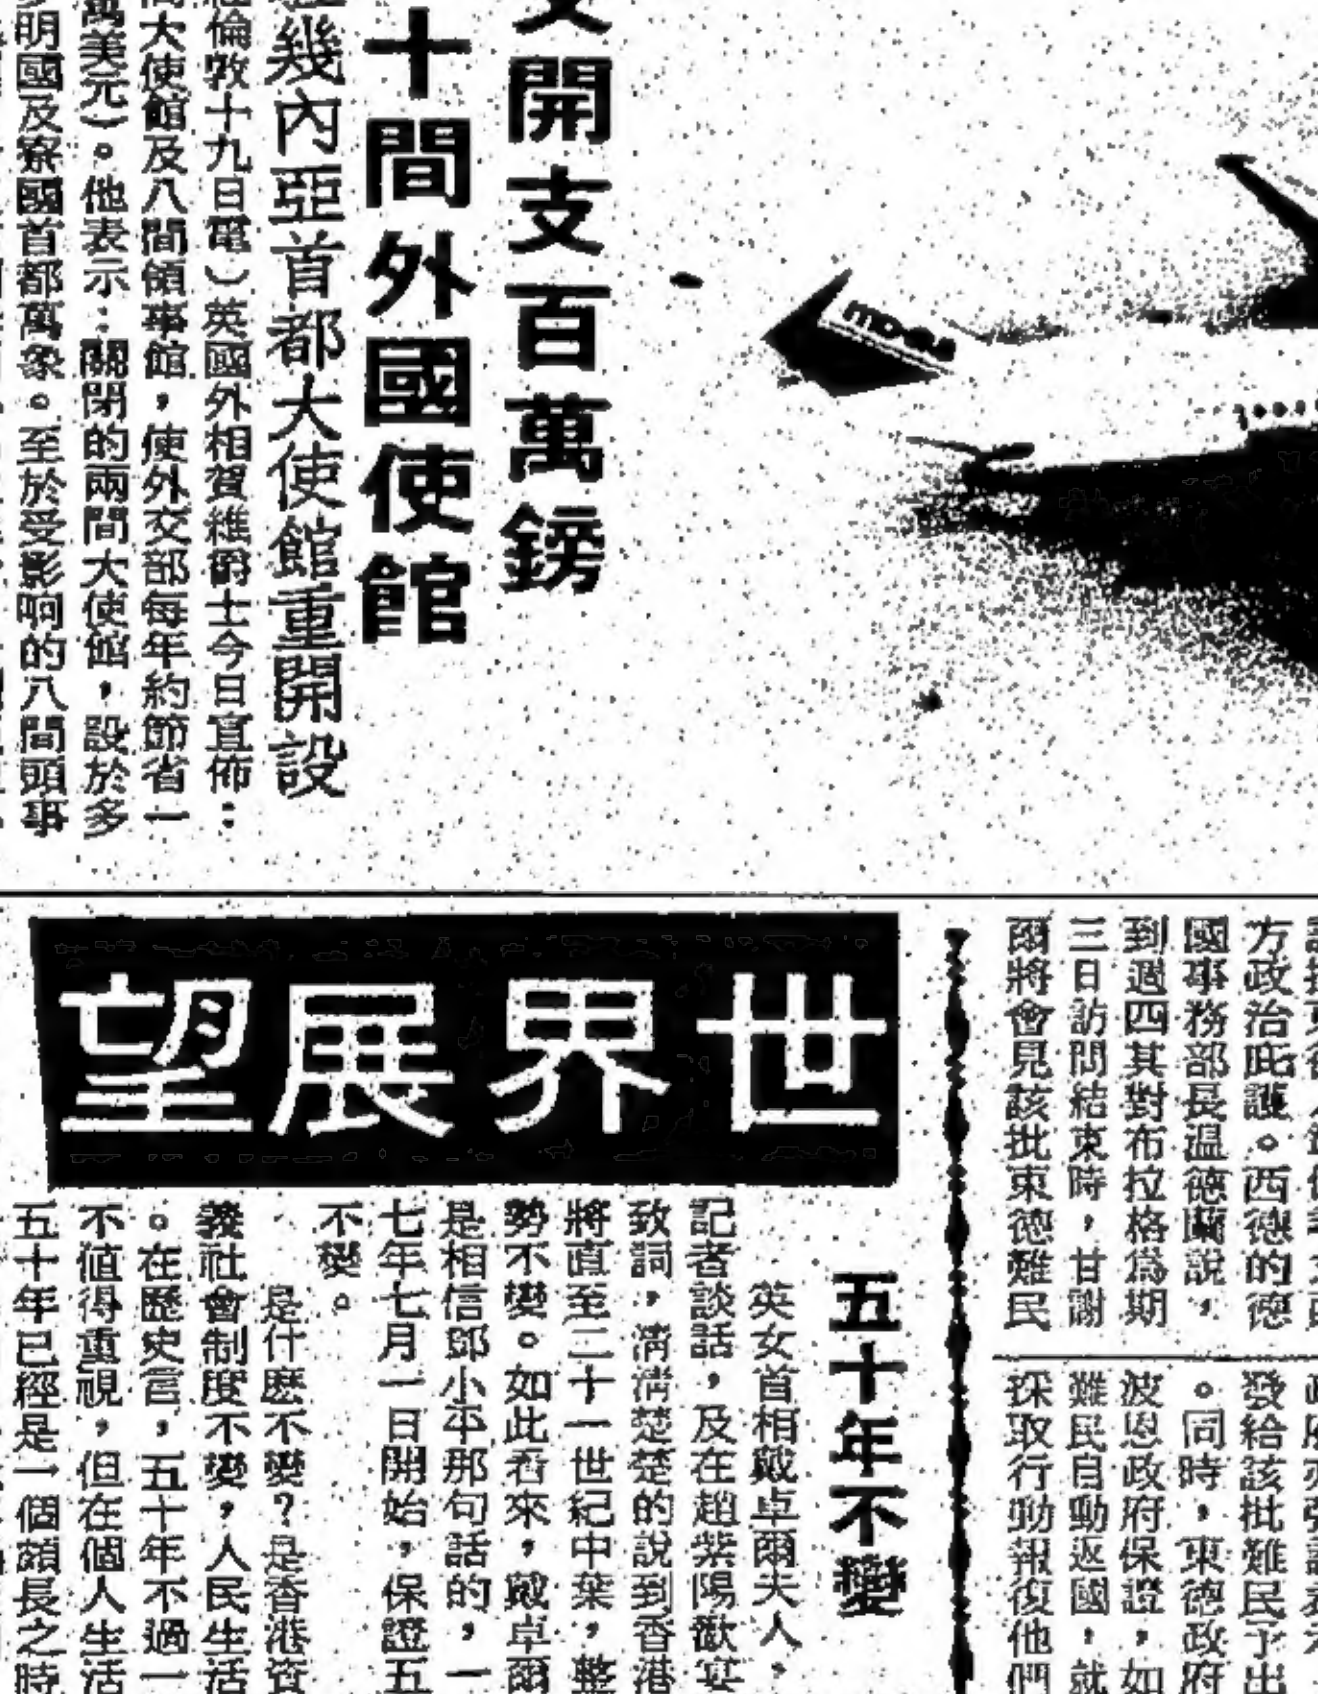 開支百萬鎊
十間外國使館
幾內亞首都大使館重開設
倫敦十九日電）英國外相賀維爵士今日宣佈：
大使館及八間領事館，使外交部每年約節省一
萬美元）。他表示：關閉的兩間大使館，設於多
明國及寮國首都萬象。至於受影响的八間領事
方政治庇護。西德的德
國事務部長温德蘭說，
到週四其對布拉格爲期
三日訪問結束時，甘謝
爾將會見該批東德難民
發給該批難民予出
。同時，東德政府
波恩政府保證，如
難民自動返國，就
採取行動報復他們
世界展望
五十年不變
英女首相戴卓爾夫人，
記者談話，及在趙紫陽歡宴
致詞，清清楚楚的說到香港
將直至二十一世紀中葉，整
勢不變。如此看來，戴卓爾
是相信鄧小平那句話的，一
七年七月一日開始，保證五
不變。
是什麽不變？是香港資
義社會制度不變，人民生活
。在歷史言，五十年不過一
不值得重視，但在個人生活
五十年已經是一個頗長之時